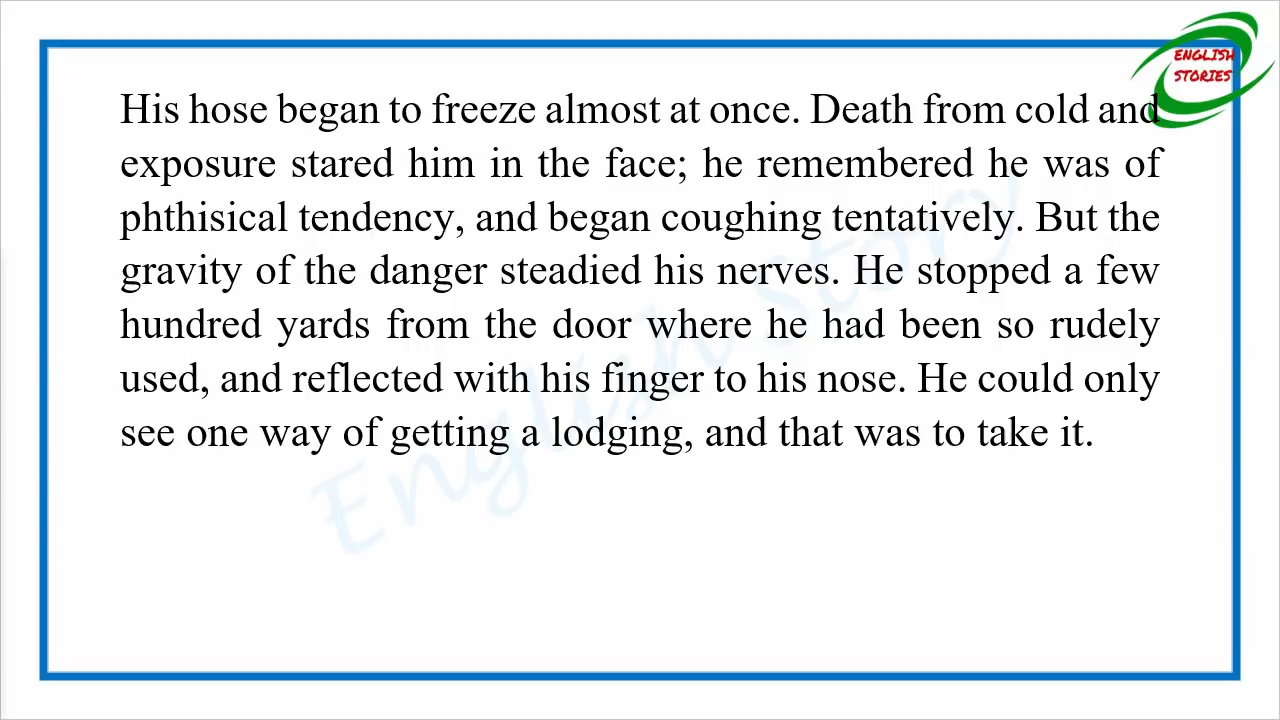 ENGLISH
STORIES
His hose began to freeze almost at once. Death from cold and
exposure stared him in the face; he remembered he was of
phthisical tendency, and began coughing tentatively. But the
gravity of the danger steadied his nerves. He stopped a few
hundred yards from the door where he had been so rudely
used, and reflected with his finger to his nose. He could only
see one way of getting a lodging, and that was to take it.
English Story